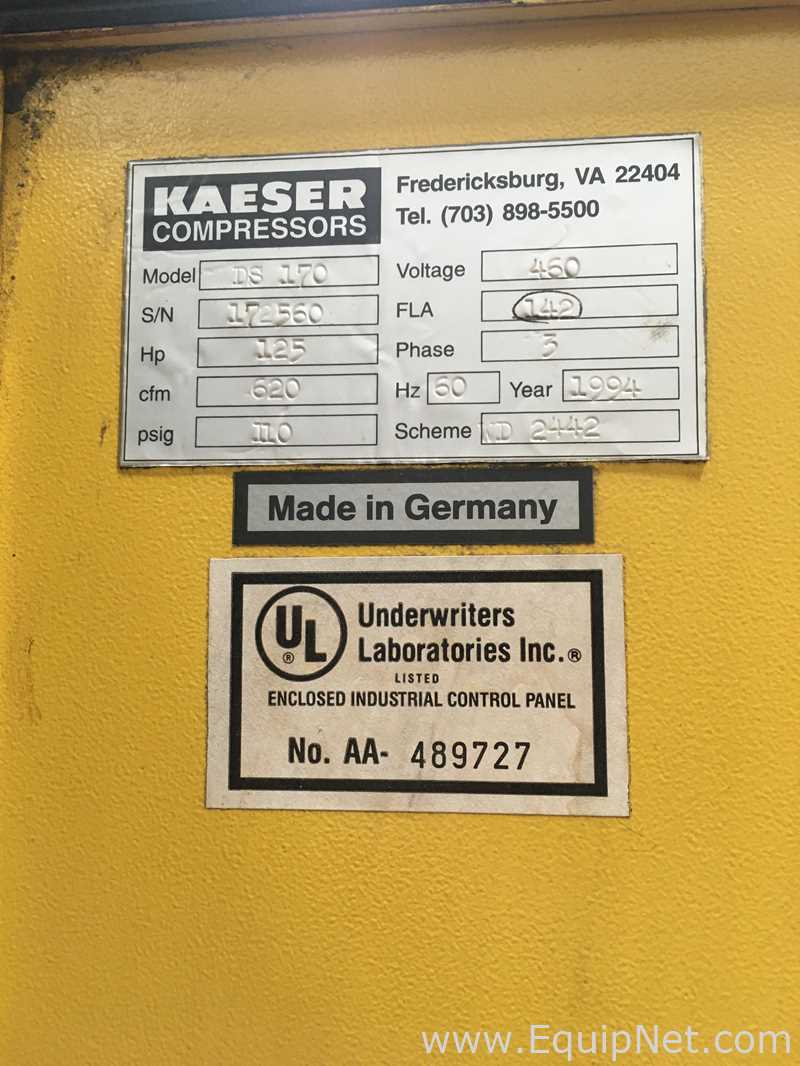 KAESER
COMPRESSORS
Fredericksburg, VA 22404
Tel. (703) 898-5500
Model DS 170
Voltage 460
S/N 172560
FLA 142
Hp 125
Phase 3
cfm 620
Hz 60 Year 1994
psig 110
Scheme KD 2442
Made in Germany
UL
®
Underwriters
Laboratories Inc.®
LISTED
ENCLOSED INDUSTRIAL CONTROL PANEL
No. AA- 489727
www.EquipNet.com